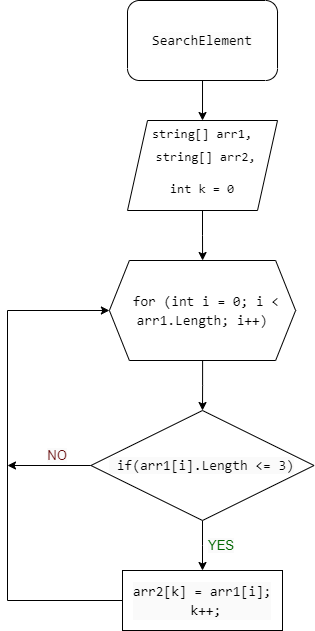 SearchElement
string[] arr1,
string[] arr2,
int k = 0
for (int i = 0; i <
arr1.Length; i++)
if(arr1[i].Length <= 3)
NO
YES
arr2[k] = arr1[i];
k++;